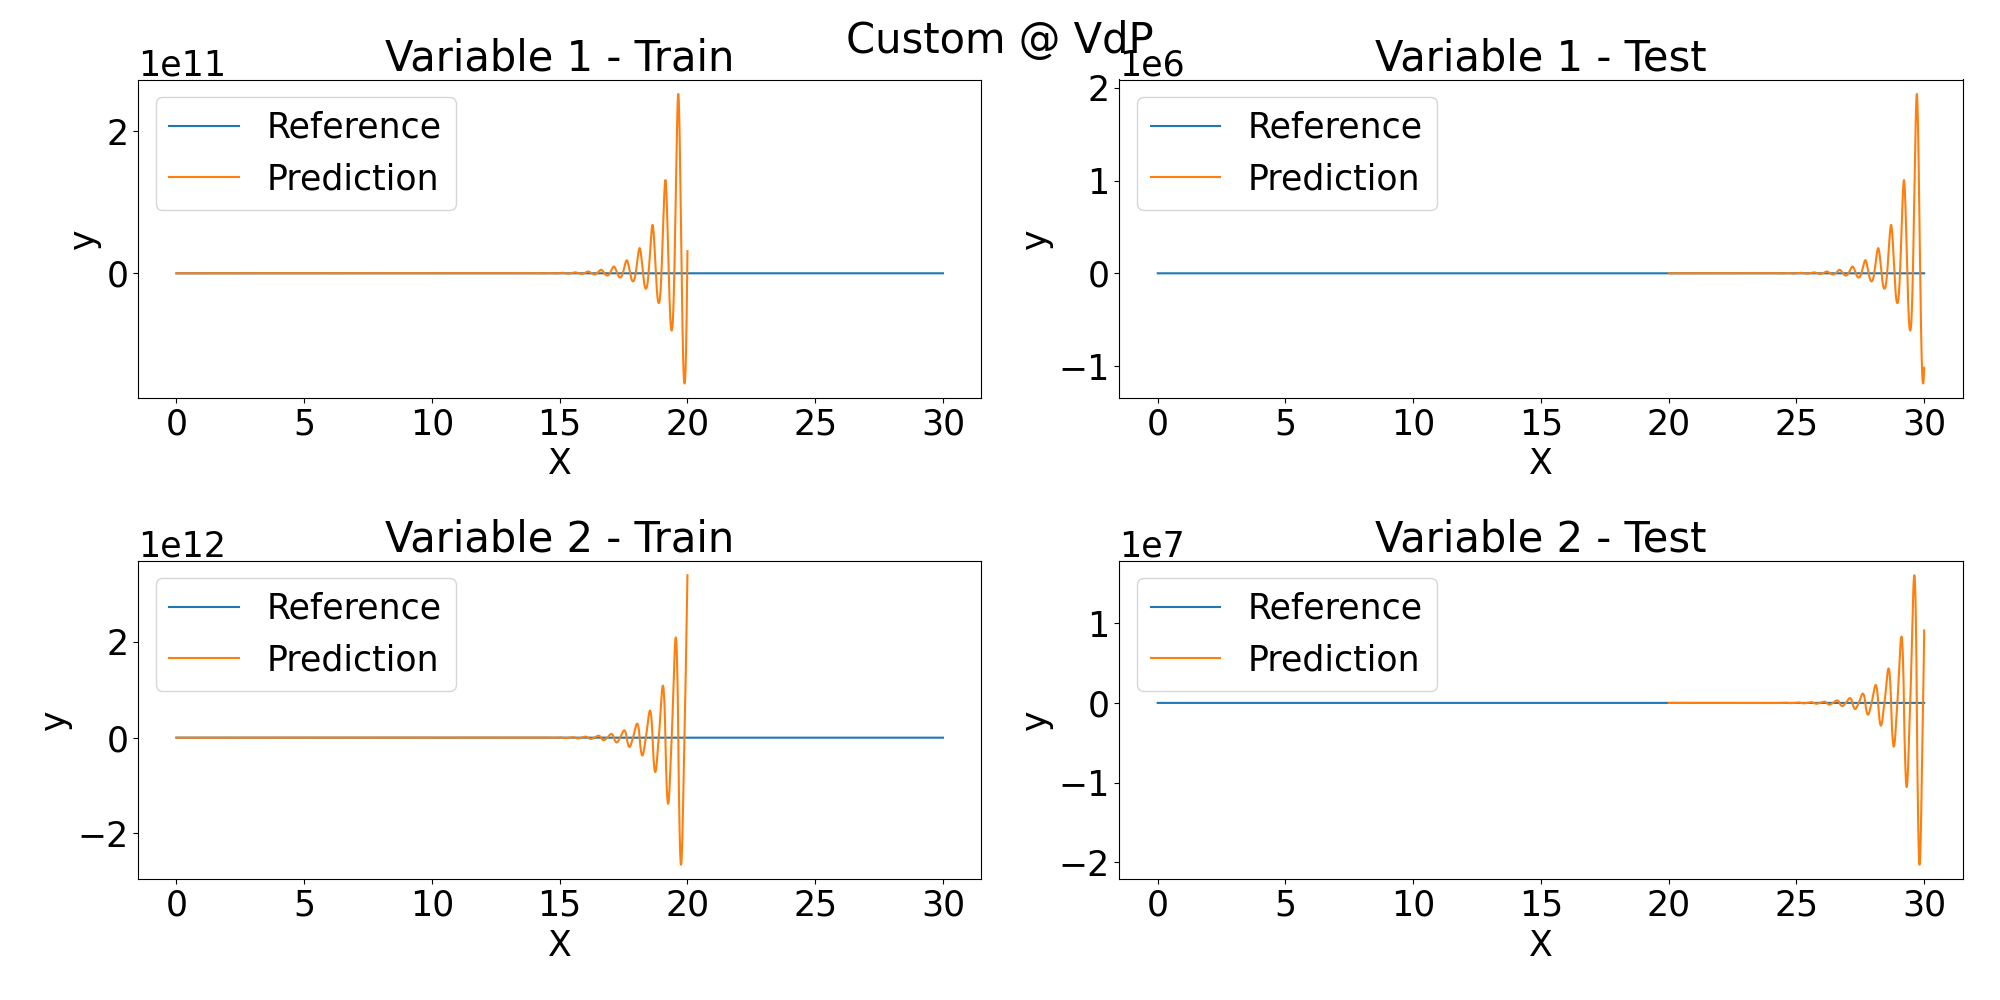 Custom @ VdP
Variable 1 - Train
1e11
Reference
Prediction
2
0
y
0 5 10 15 20 25 30
X
Variable 1 - Test
1e6
Reference
Prediction
2
1
0
−1
y
0 5 10 15 20 25 30
X
Variable 2 - Train
1e12
Reference
Prediction
2
0
−2
y
0 5 10 15 20 25 30
X
Variable 2 - Test
1e7
Reference
Prediction
1
0
−1
−2
y
0 5 10 15 20 25 30
X